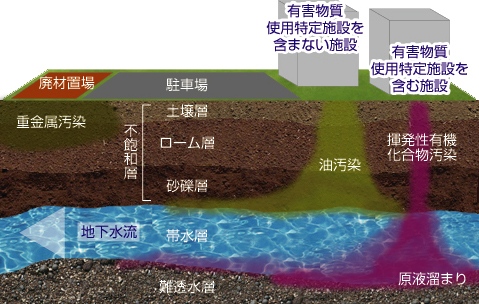 有害物質
使用特定施設を
含まない施設
有害物質
使用特定施設を
含む施設
廃材置場
駐車場
重金属汚染
不飽和層
土壌層
ローム層
砂礫層
油汚染
揮発性有機
化合物汚染
地下水流
帯水層
難透水層
原液溜まり